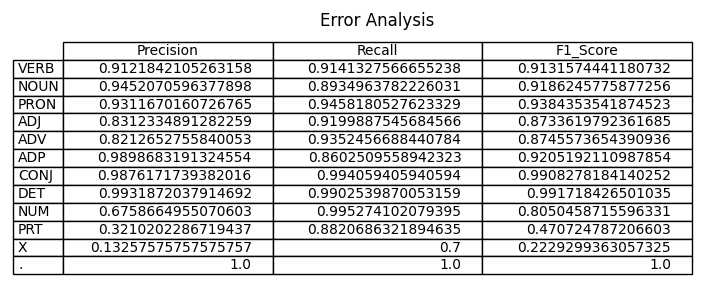 Error Analysis
Precision Recall F1_Score
VERB 0.9121842105263158 0.9141327566655238 0.9131574441180732
NOUN 0.9452070596377898 0.8934963782226031 0.9186245775877256
PRON 0.9311670160726765 0.9458180527623329 0.9384353541874523
ADJ 0.8312334891282259 0.9199887545684566 0.8733619792361685
ADV 0.8212652755840053 0.9352456688440784 0.8745573654390936
ADP 0.9898683191324554 0.8602509558942323 0.9205192110987854
CONJ 0.9876171739382016 0.994059405940594 0.9908278184140252
DET 0.9931872037914692 0.9902539870053159 0.991718426501035
NUM 0.6758664955070603 0.995274102079395 0.8050458715596331
PRT 0.3210202286719437 0.8820686321894635 0.470724787206603
X 0.13257575757575757 0.7 0.2229299363057325
. 1.0 1.0 1.0